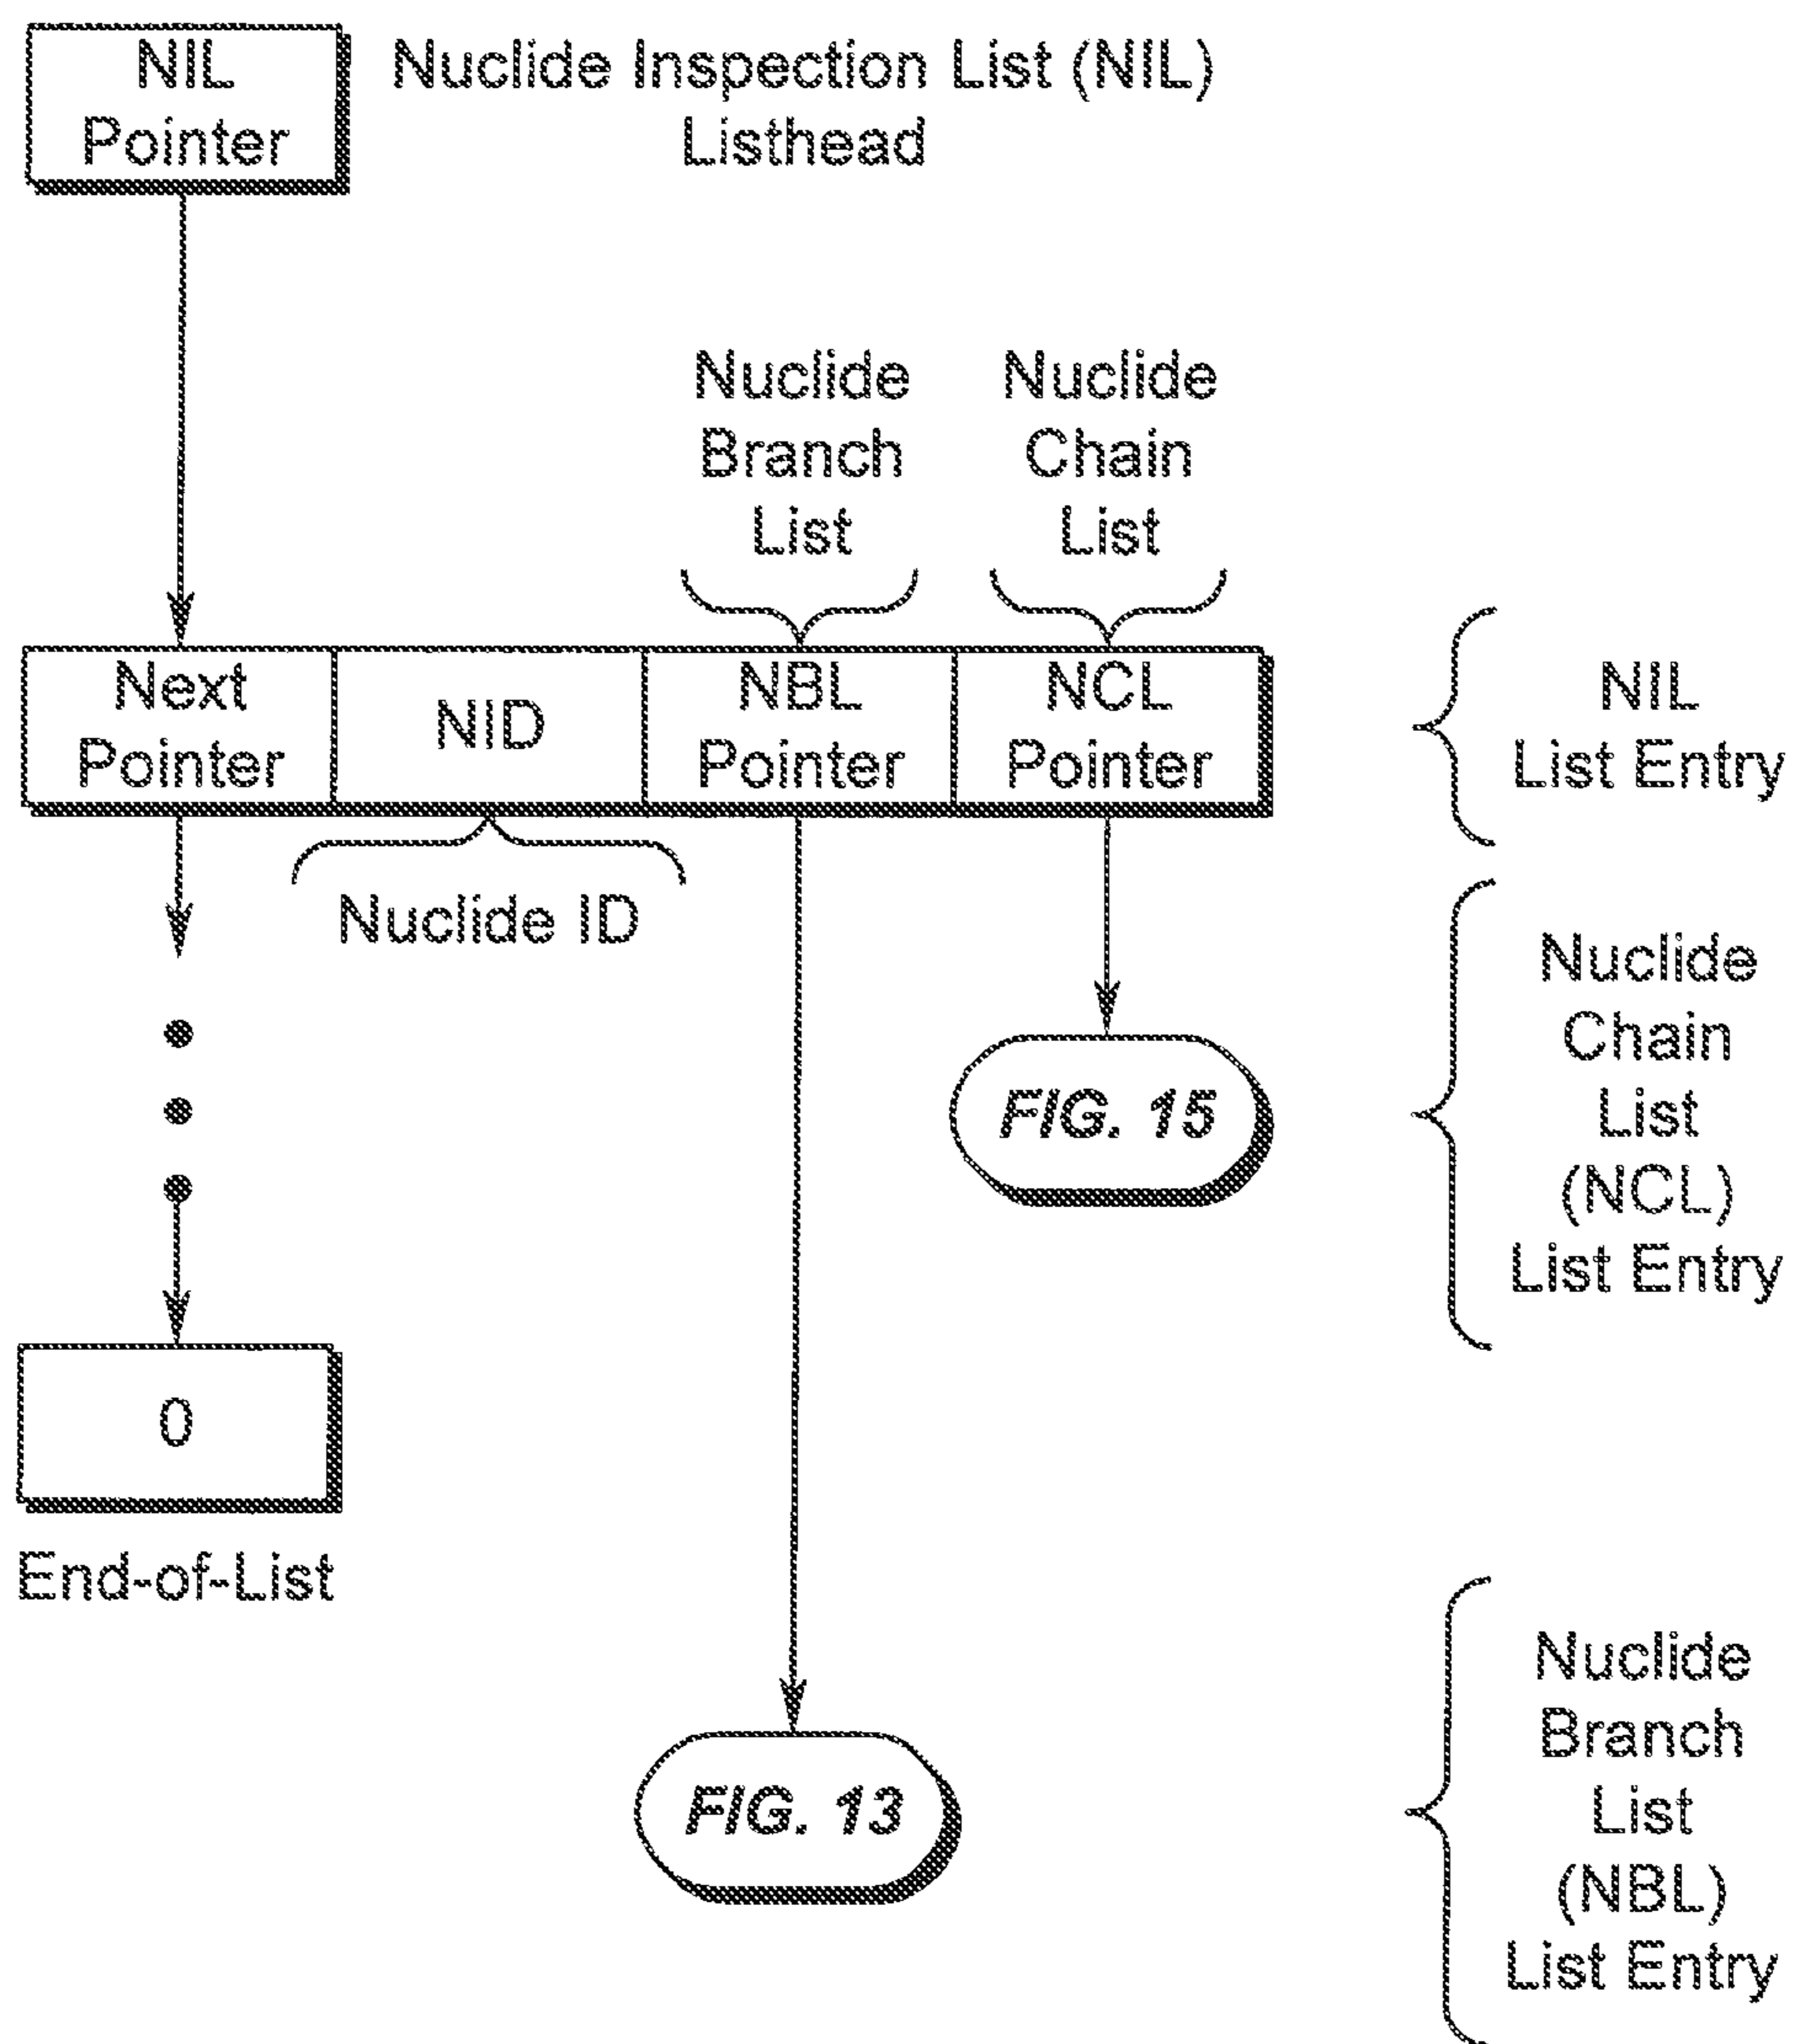 NIL
Pointer
Nuclide Inspection List (NIL)
Listhead
Nuclide
Branch
List
Nuclide
Chain
List
Next
Pointer
NID
NBL
Pointer
NCL
Pointer
NIL
List Entry
Nuclide ID
Nuclide
Chain
List
(NCL)
List Entry
FIG. 15
0
End-of-List
FIG. 13
Nuclide
Branch
List
(NBL)
List Entry